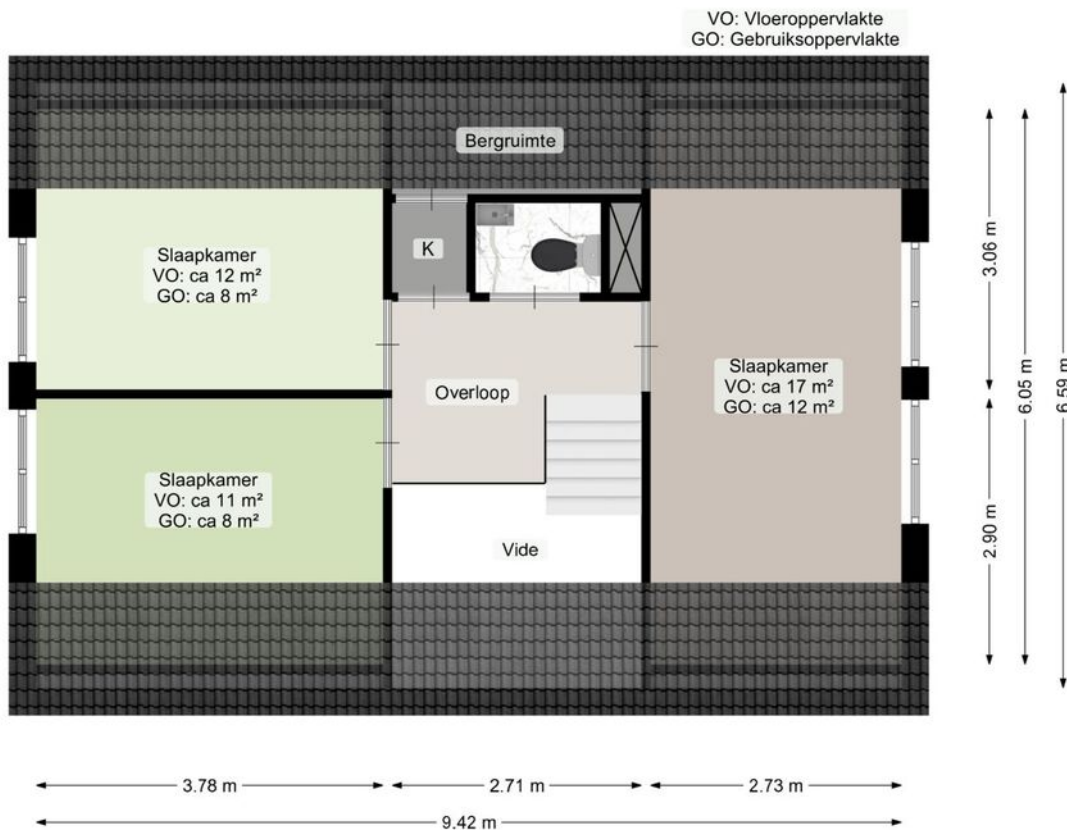 VO: Vloeroppervlakte
GO: Gebruiksoppervlakte
Bergruimte
Slaapkamer
VO: ca 12 m²
GO: ca 8 m²
K
3.06 m
Slaapkamer
VO: ca 17 m²
GO: ca 12 m²
Overloop
6.05 m
6.59 m
Slaapkamer
VO: ca 11 m²
GO: ca 8 m²
Vide
2.90 m
3.78 m
2.71 m
2.73 m
9.42 m